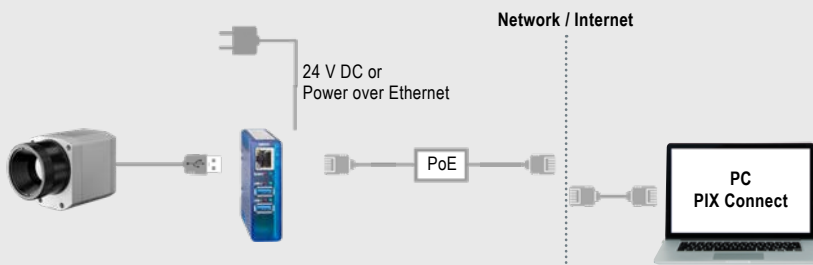 Network / Internet
24 V DC or
Power over Ethernet
PoE
PC
PIX Connect